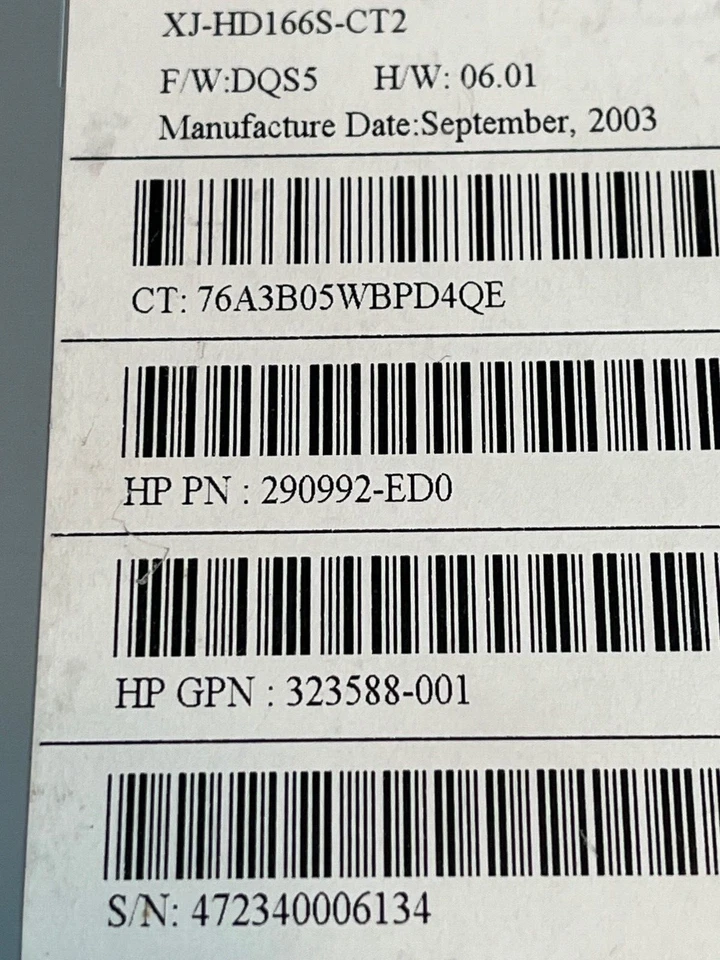 XJ-HD166S-CT2
F/W:DQS5 H/W: 06.01
Manufacture Date:September, 2003
CT: 76A3B05WBPD4QE
HP PN : 290992-ED0
HP GPN : 323588-001
S/N: 472340006134